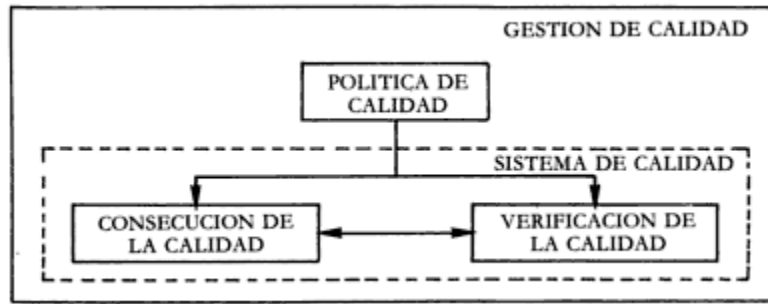 GESTION DE CALIDAD
POLITICA DE
CALIDAD
SISTEMA DE CALIDAD
CONSECUCION DE
LA CALIDAD
VERIFICACION DE
LA CALIDAD